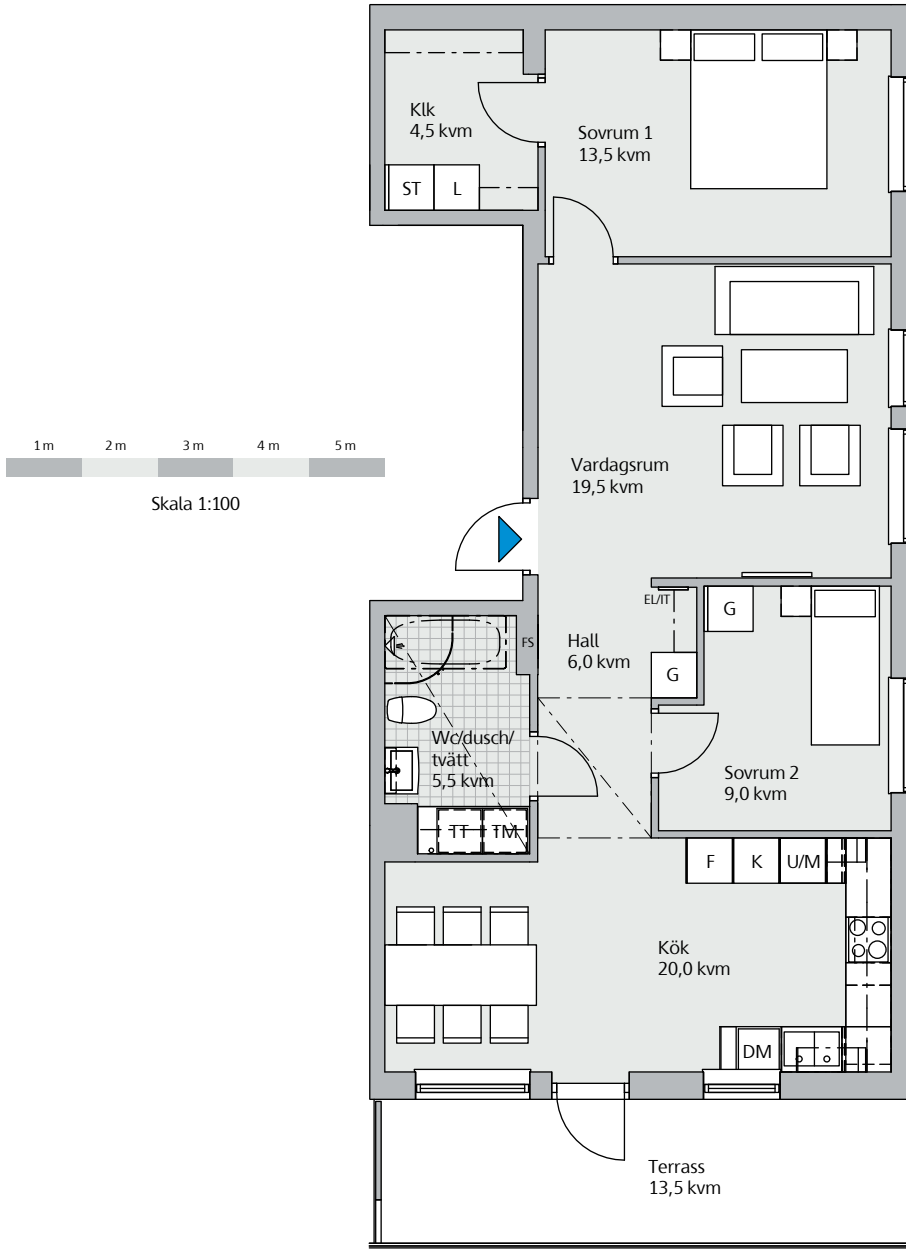 Klk
4,5 kvm
ST
L
Sovrum 1
13,5 kvm
1 m
2 m
3 m
4 m
5 m
Skala 1:100
Vardagsrum
19,5 kvm
EL/IT
G
FS
Hall
6,0 kvm
G
Wc/dusch/
tvätt
5,5 kvm
Sovrum 2
9,0 kvm
TT
TM
F
K
U/M
Kök
20,0 kvm
DM
Terrass
13,5 kvm